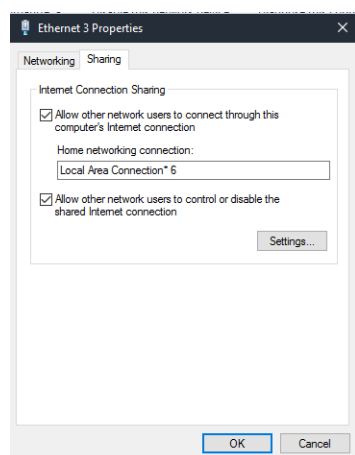 Ethernet 3 Properties
Networking
Sharing
Internet Connection Sharing
Allow other network users to connect through this
computer's Internet connection
Home networking connection:
Local Area Connection* 6
Allow other network users to control or disable the
shared Internet connection
Settings...
OK
Cancel